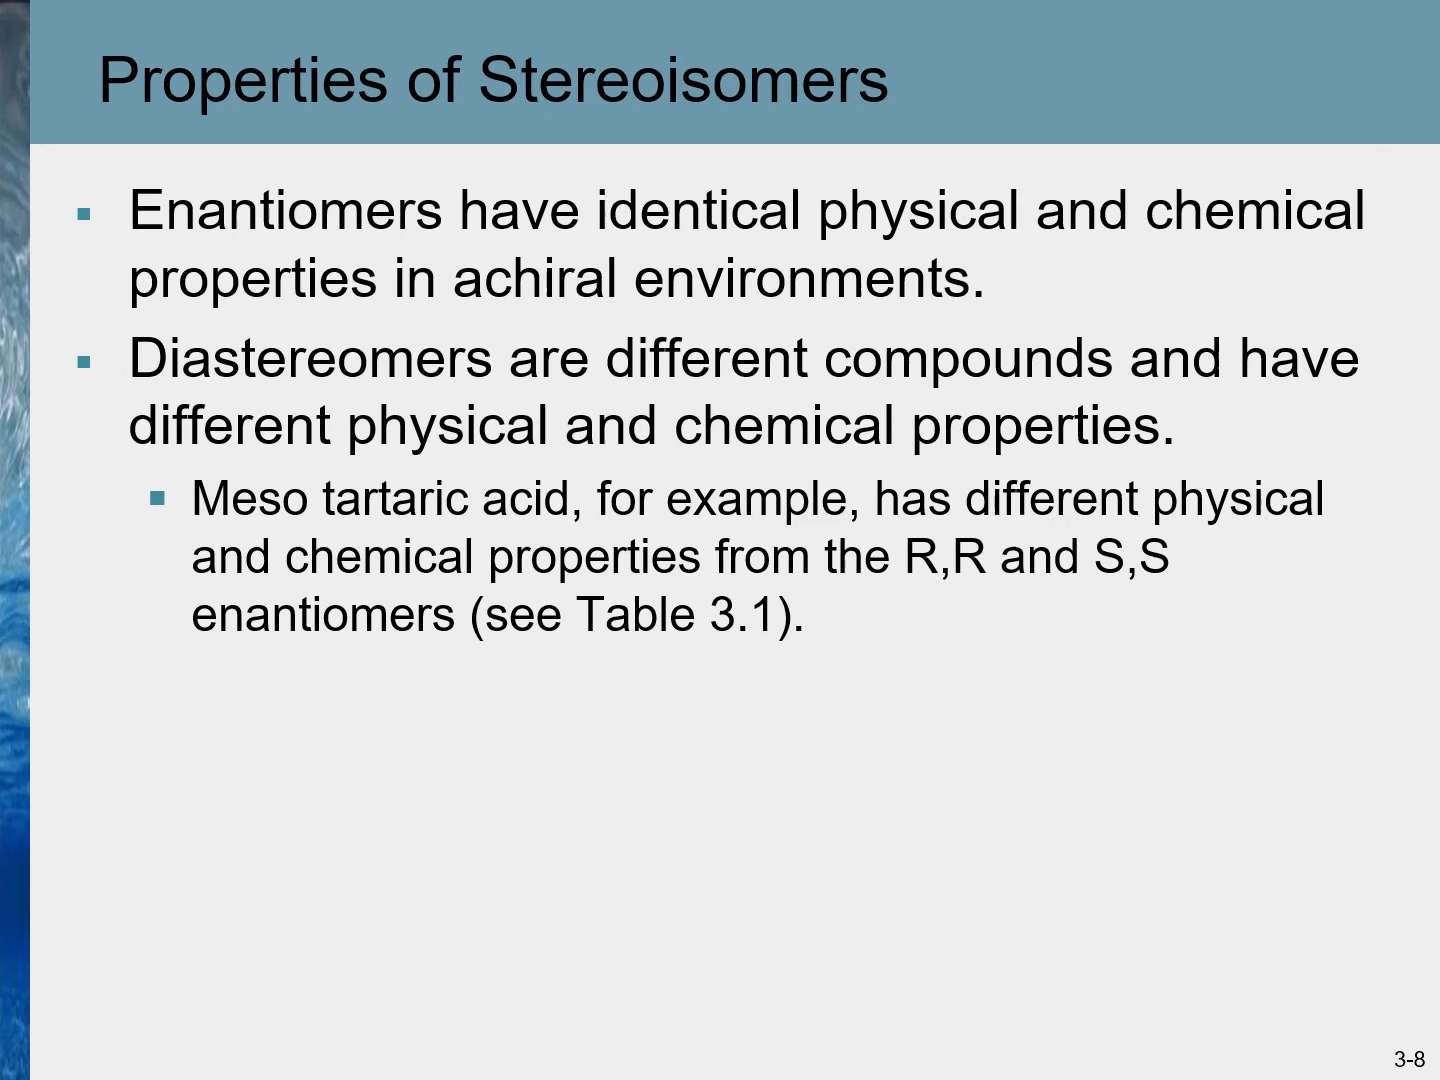 Properties of Stereoisomers
▪ Enantiomers have identical physical and chemical
properties in achiral environments.
▪ Diastereomers are different compounds and have
different physical and chemical properties.
▪ Meso tartaric acid, for example, has different physical
and chemical properties from the R,R and S,S
enantiomers (see Table 3.1).
3-8